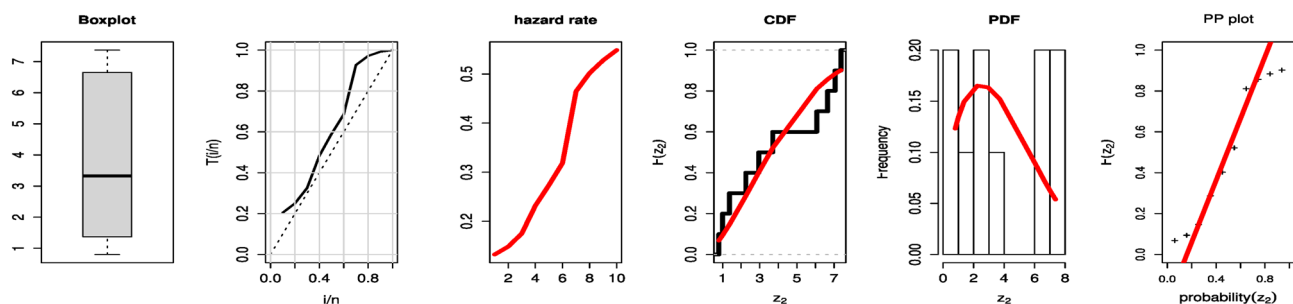 Boxplot
7
6
5
4
3
2
1
T(i/n)
1.0
0.8
0.6
0.4
0.2
0.0
0.0 0.4 0.8
i/n
hazard rate
0.5
0.4
0.3
0.2
2 4 6 8 10
CDF
F(z₂)
1.0
0.8
0.6
0.4
0.2
0.0
1 3 5 7
z₂
PDF
Frequency
0.20
0.15
0.10
0.05
0.00
0 2 4 6 8
z₂
PP plot
F(z₂)
1.0
0.8
0.6
0.4
0.2
0.0
0.0 0.4 0.8
probability(z₂)